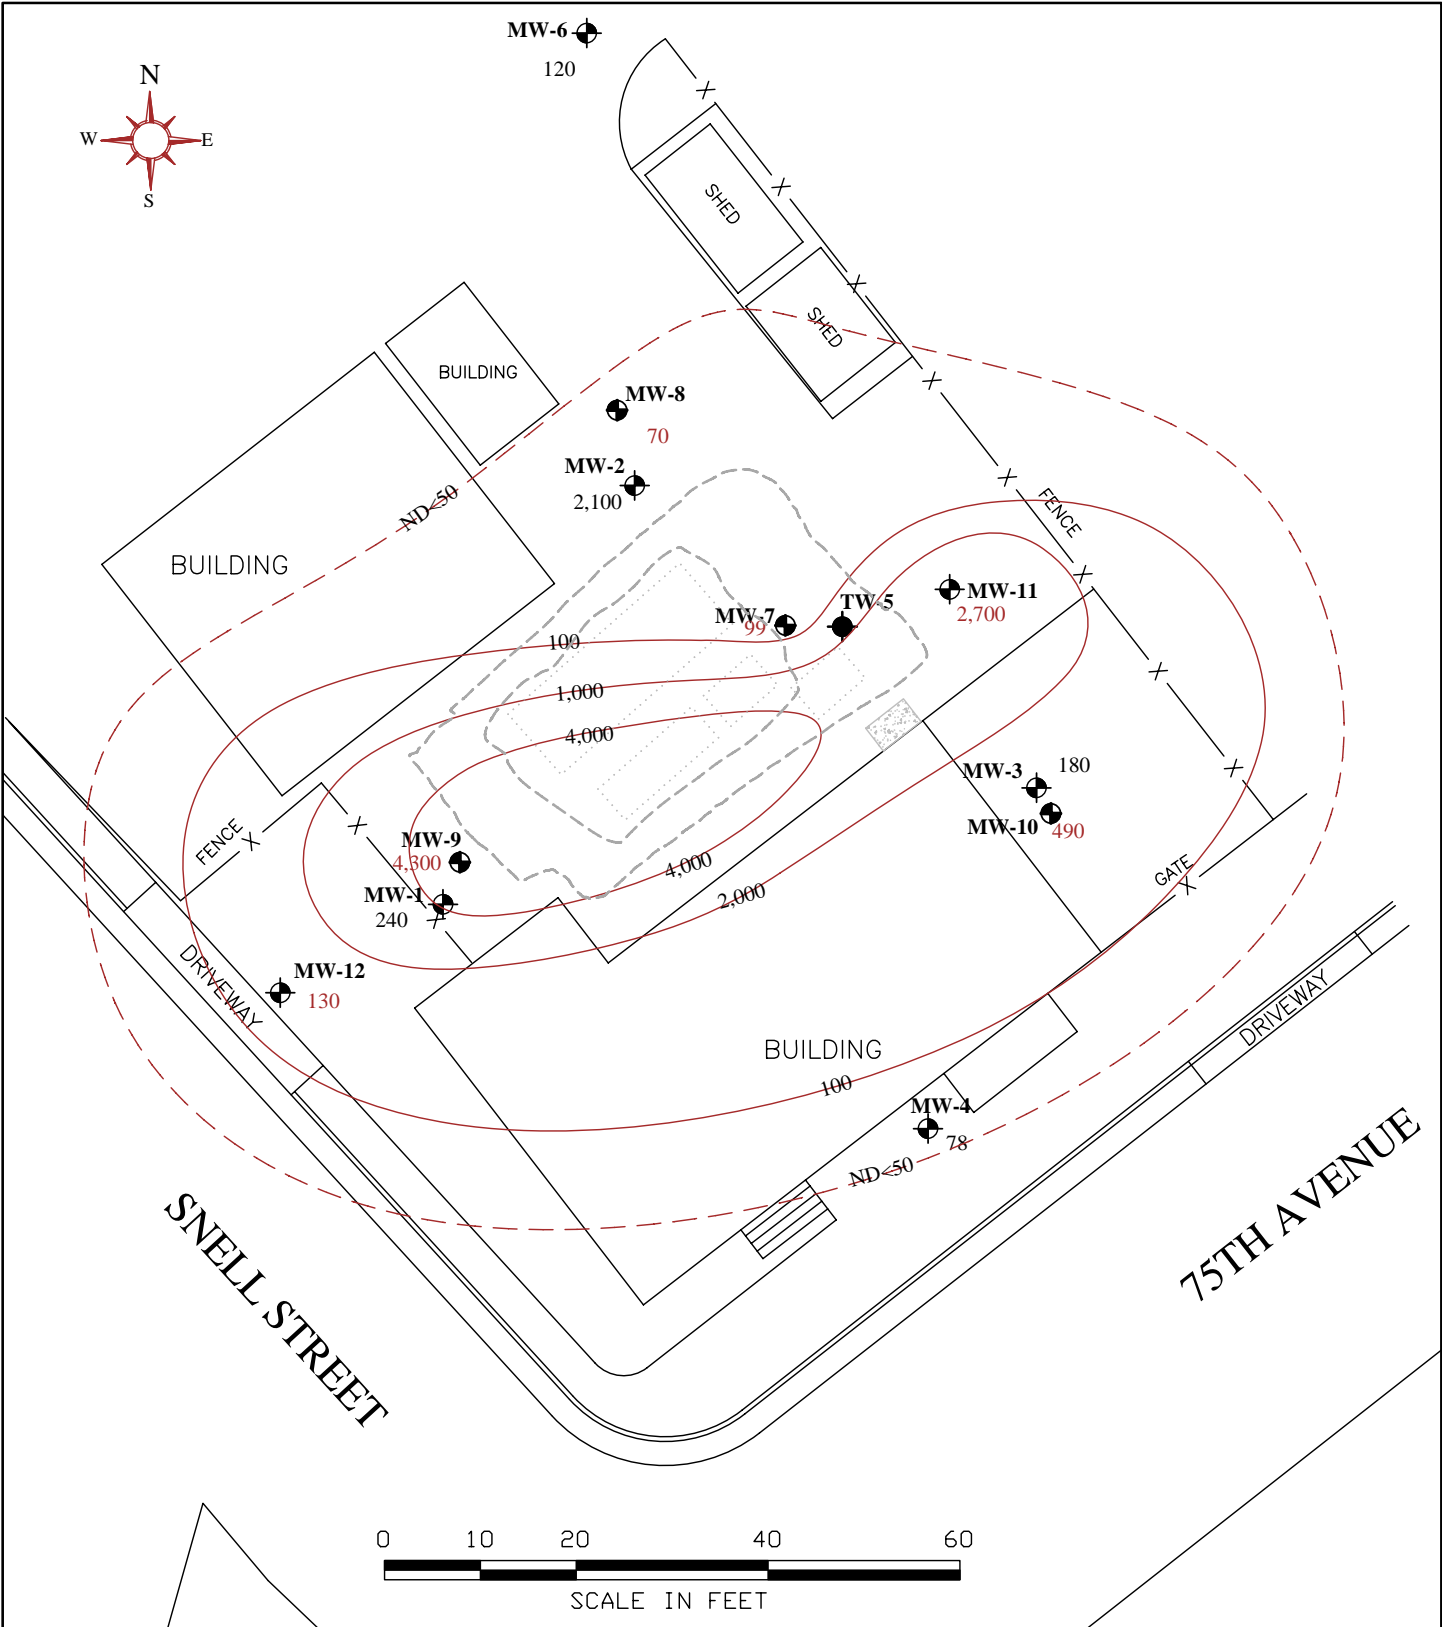 MW-6
120
N
W
E
S
X
X
SHED
X
SHED
BUILDING
X
MW-8
70
MW-2
2,100
X
ND<50
FENCE
BUILDING
X
MW-11
2,700
TW-5
MW-7
99
100
1,000
4,000
X
X
MW-3
180
MW-10
490
FENCE
X
X
MW-9
4,300
4,000
GATE
X
MW-1
240
X
2,000
MW-12
130
DRIVEWAY
DRIVEWAY
BUILDING
100
MW-4
78
ND<50
SNELL STREET
75TH AVENUE
0 10 20 40 60
SCALE IN FEET